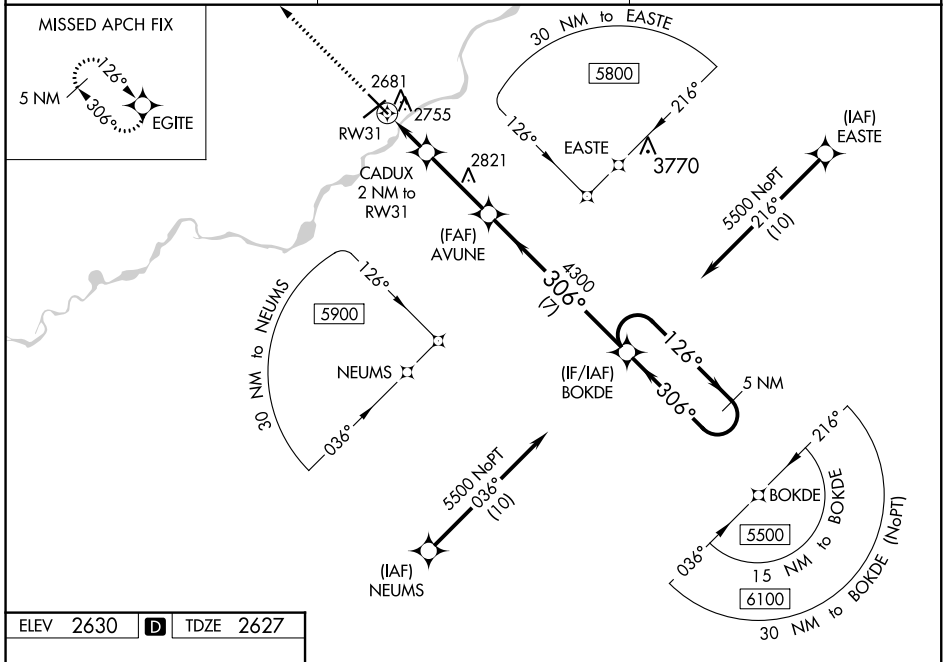 MISSED APCH FIX
126°
5 NM
306°
EGITE
2681
2755
RW31
CADUX
2 NM to
RW31
2821
(FAF)
AVUNE
30 NM to EASTE
5800
216°
126°
EASTE
3770
(IAF)
EASTE
5500 NoPT
216°
(10)
4300
306°
(7)
30 NM to NEUMS
126°
5900
NEUMS
036°
(IF/IAF)
BOKDE
126°
306°
5 NM
5500 NoPT
036°
(10)
(IAF)
NEUMS
216°
BOKDE
036°
5500
15 NM to BOKDE
6100
30 NM to BOKDE (NoPT)
ELEV 2630 D TDZE 2627